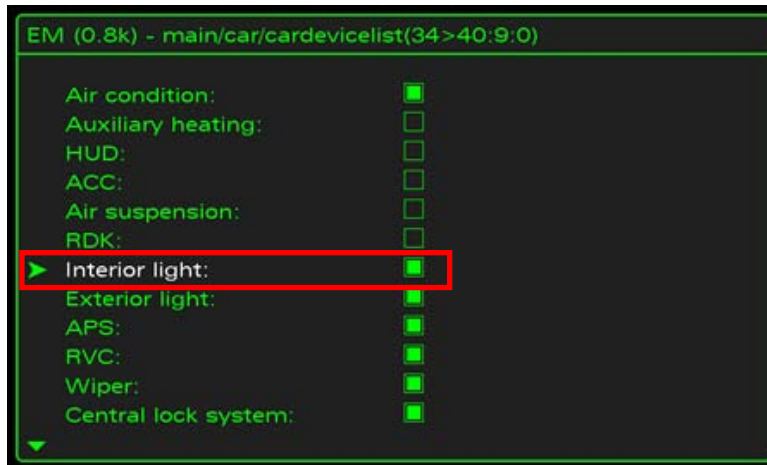 EM (0.8k) - main/car/cardevicelist(34>40:9:0)
Air condition:
Auxiliary heating:
HUD:
ACC:
Air suspension:
RDK:
Interior light:
Exterior light:
APS:
RVC:
Wiper:
Central lock system: